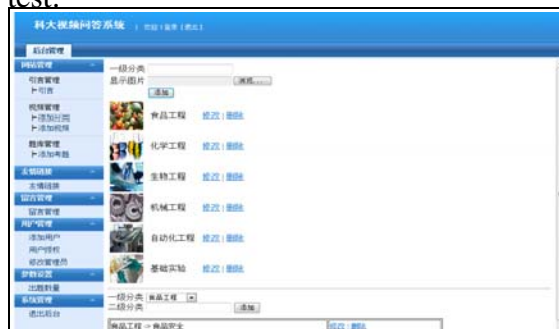 test.
科大视频问答系统
后台管理
网站管理
引言管理
引言
视频管理
添加分类
添加视频
题库管理
添加考题
友情链接
友情链接
留言管理
留言管理
用户管理
添加用户
用户授权
修改管理员
参数设置
出题数量
系统管理
退出后台
一级分类
显示图片 浏览...
添加
食品工程 修改 | 删除
化学工程 修改 | 删除
生物工程 修改 | 删除
机械工程 修改 | 删除
自动化工程 修改 | 删除
基础实验 修改 | 删除
一级分类 食品工程
二级分类 添加
食品工程 -> 食品安全 修改 | 删除